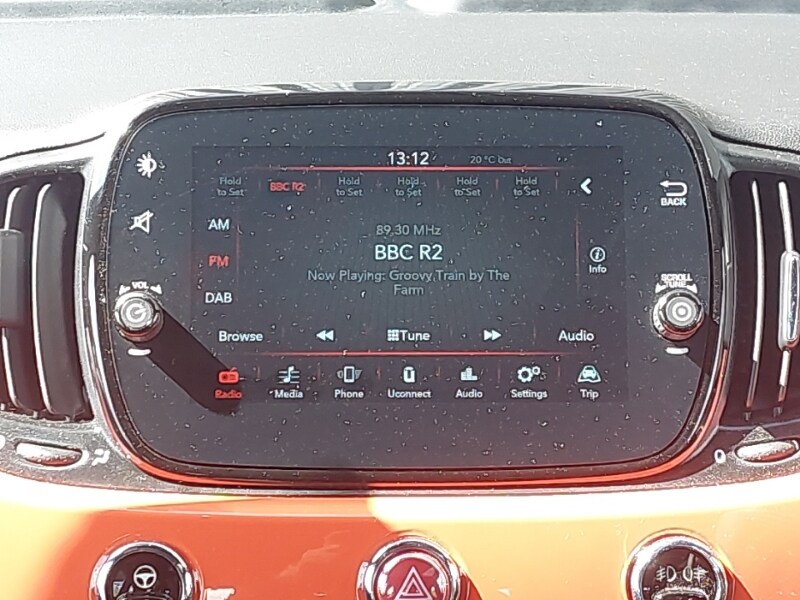 13:12 20 °C Out
Hold to Set BBC R2 Hold to Set Hold to Set Hold to Set Hold to Set
BACK
AM
89.30 MHz
BBC R2
FM
Info
Now Playing: Groovy Train by The
Farm
DAB
VOL
SCROLL
TUNE
Browse Tune Audio
Radio Media Phone Uconnect Audio Settings Trip